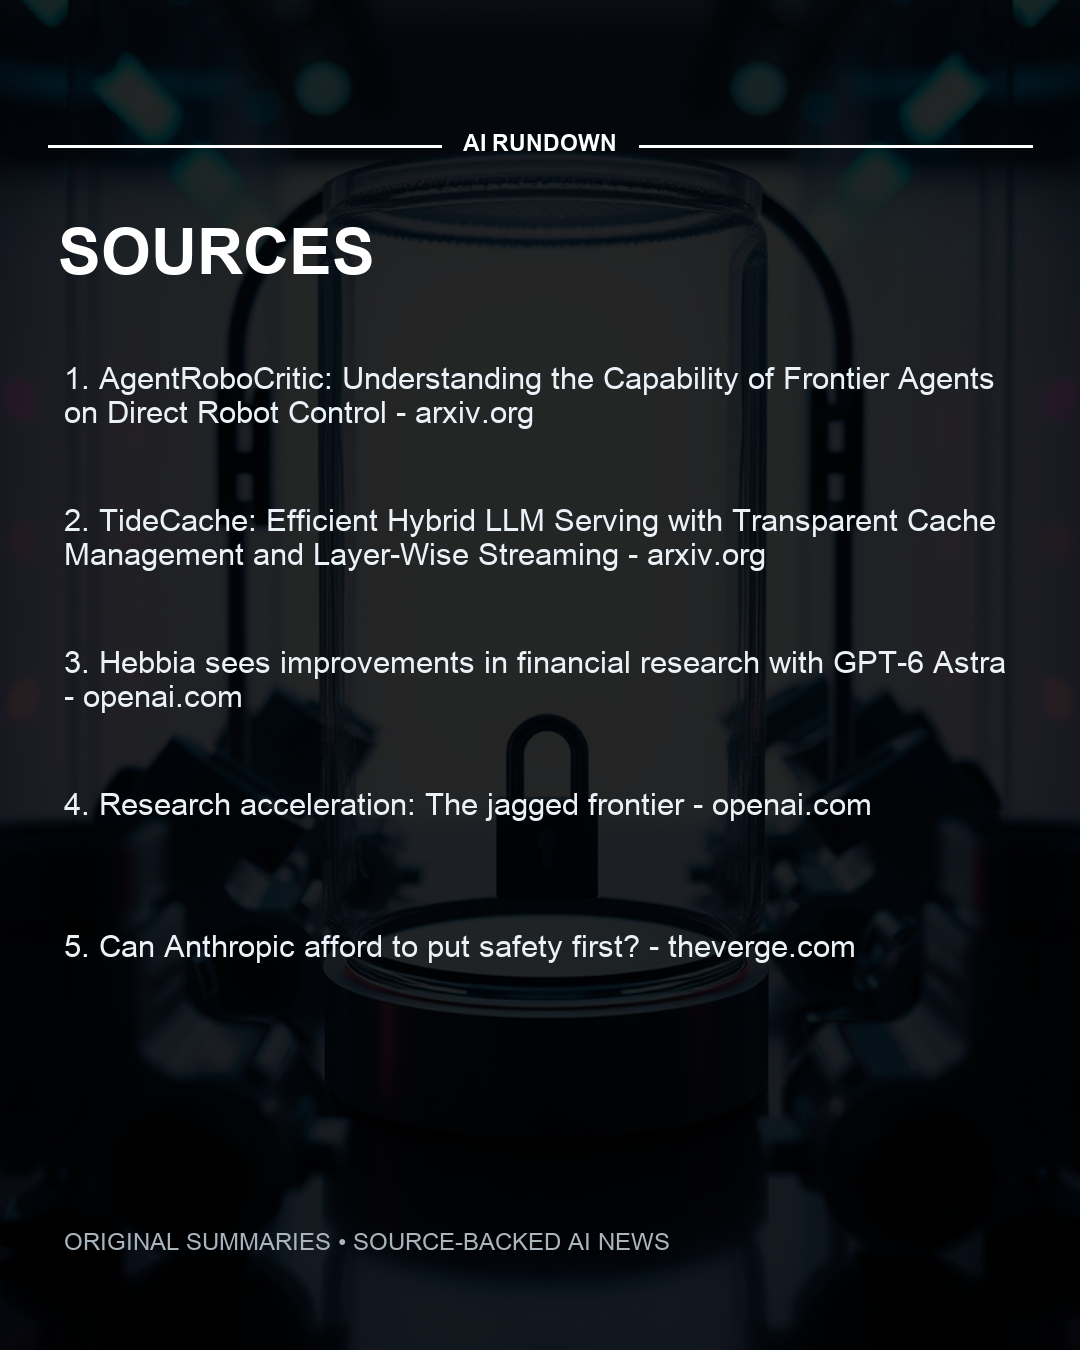 AI RUNDOWN
SOURCES
1. AgentRoboCritic: Understanding the Capability of Frontier Agents
on Direct Robot Control - arxiv.org
2. TideCache: Efficient Hybrid LLM Serving with Transparent Cache
Management and Layer-Wise Streaming - arxiv.org
3. Hebbia sees improvements in financial research with GPT-6 Astra
- openai.com
4. Research acceleration: The jagged frontier - openai.com
5. Can Anthropic afford to put safety first? - theverge.com
ORIGINAL SUMMARIES • SOURCE-BACKED AI NEWS